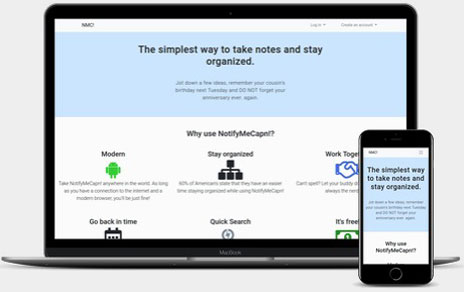 NMC!
Log in
Create an account
The simplest way to take notes and stay
organized.
Jot down a few ideas, remember your cousin's
birthday next Tuesday and DO NOT forget your
anniversary ever. again.
Why use NotifyMeCapn!?
Modern
Stay organized
Work Toge
Take NotifyMeCapn! anywhere in the world. As long
as you have a connection to the internet and a
modern browser, you'll be just fine!
60% of Americans state that they have an easier
time staying organized while using NotifyMeCapn!
Can't spell? Let your buddy do
Go back in time
Quick Search
It's free
MacBook
NMC!
The simplest way
to take notes and
stay organized.
Jot down a few ideas, remember your
cousin's birthday next Tuesday and
DO NOT forget your anniversary ever.
again.
Why use
NotifyMeCapn!?